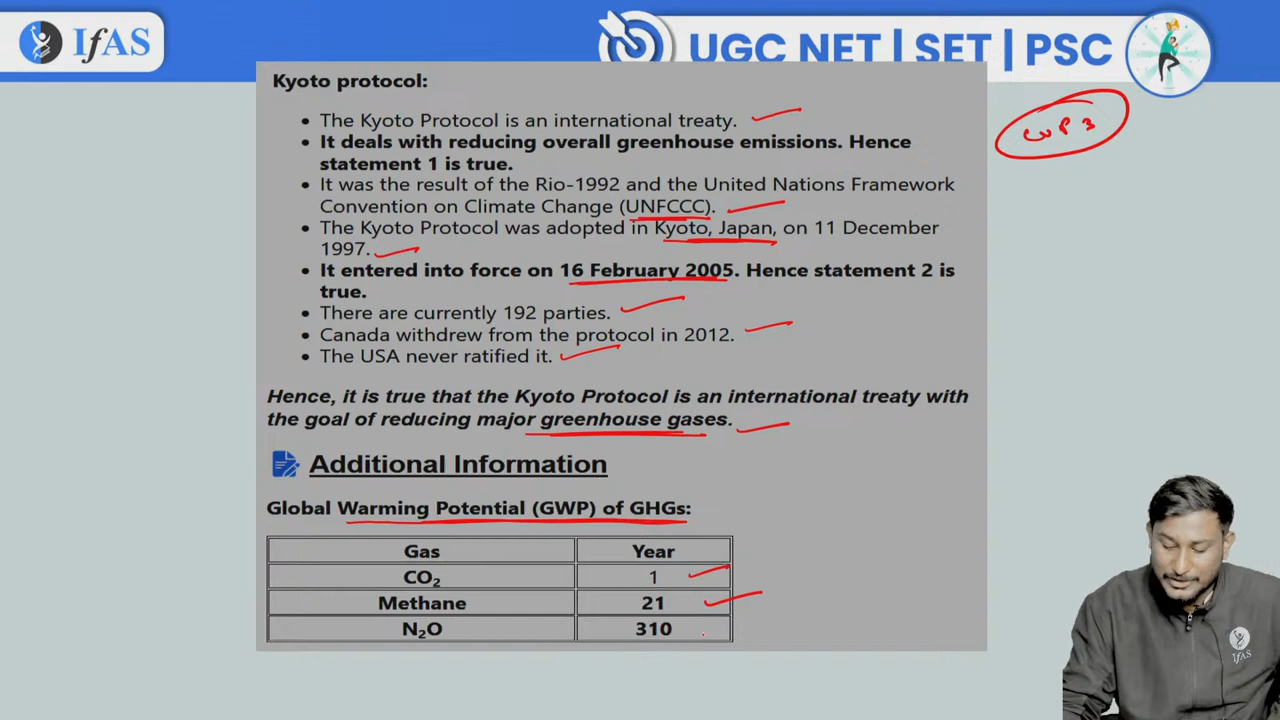 IfAS
UGC NET | SET | PSC
Kyoto protocol:
• The Kyoto Protocol is an international treaty.
• It deals with reducing overall greenhouse emissions. Hence
statement 1 is true.
• It was the result of the Rio-1992 and the United Nations Framework
Convention on Climate Change (UNFCCC).
• The Kyoto Protocol was adopted in Kyoto, Japan, on 11 December
1997.
• It entered into force on 16 February 2005. Hence statement 2 is
true.
• There are currently 192 parties.
• Canada withdrew from the protocol in 2012.
• The USA never ratified it.
Hence, it is true that the Kyoto Protocol is an international treaty with
the goal of reducing major greenhouse gases.
Additional Information
Global Warming Potential (GWP) of GHGs:
Gas Year
CO₂ 1
Methane 21
N₂O 310
IfAS